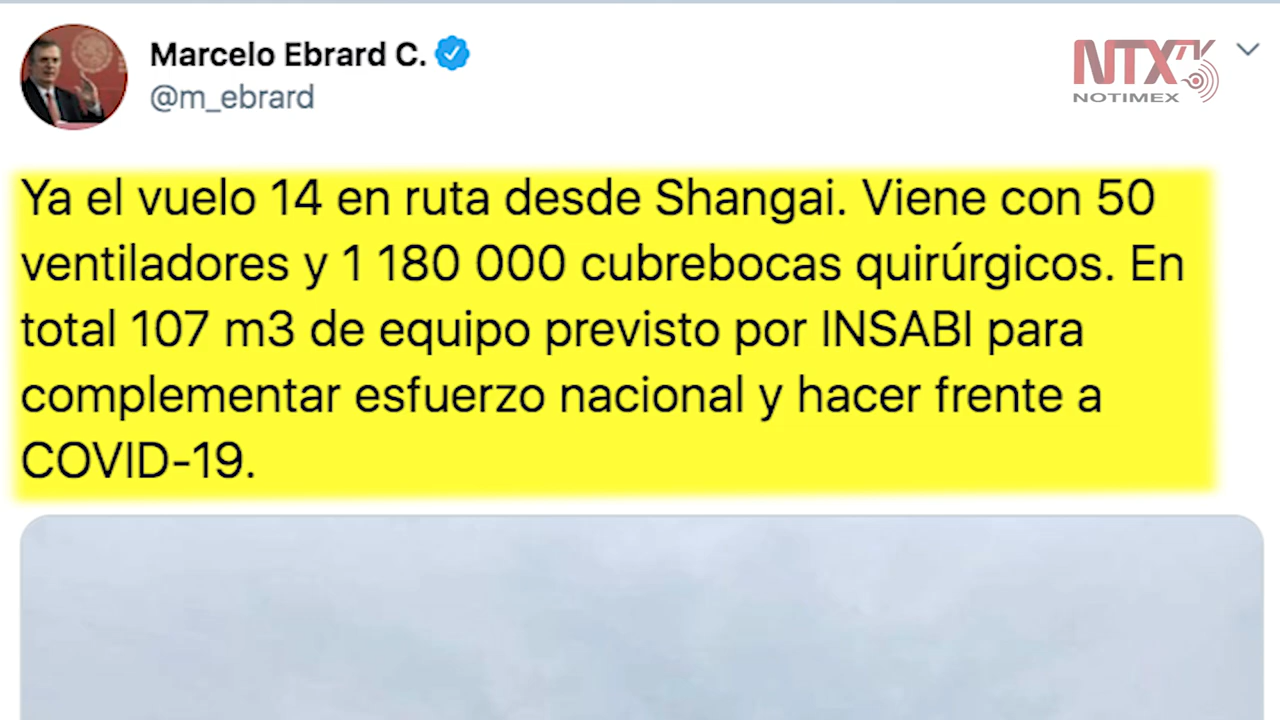 Marcelo Ebrard C.
@m_ebrard
NTX TV
NOTIMEX
Ya el vuelo 14 en ruta desde Shangai. Viene con 50
ventiladores y 1 180 000 cubrebocas quirúrgicos. En
total 107 m3 de equipo previsto por INSABI para
complementar esfuerzo nacional y hacer frente a
COVID-19.